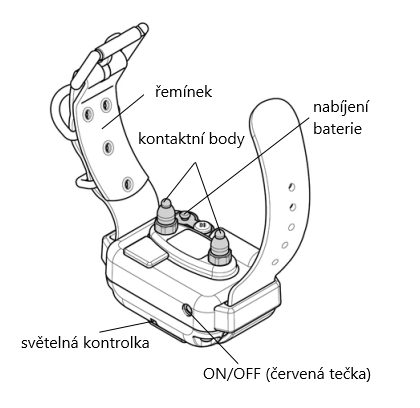 řemínek
nabíjení
baterie
kontaktní body
světelná kontrolka
ON/OFF (červená tečka)